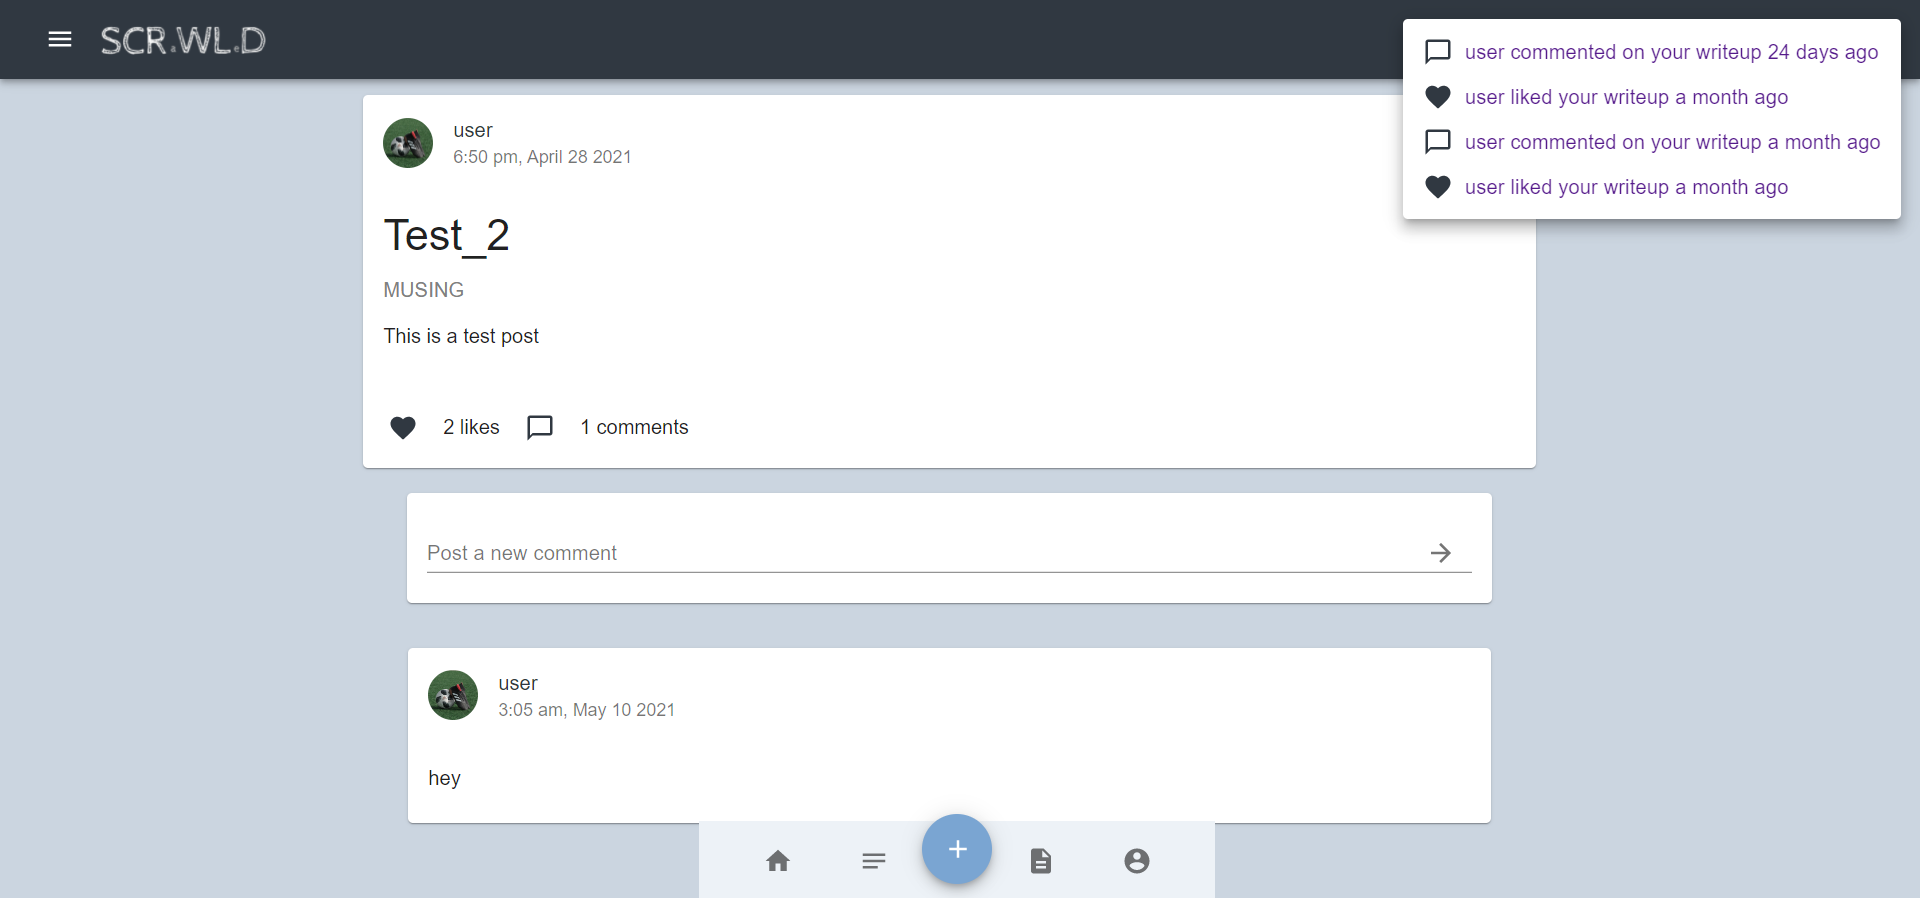 SCR.WL.D
user commented on your writeup 24 days ago
user liked your writeup a month ago
user commented on your writeup a month ago
user liked your writeup a month ago
user
6:50 pm, April 28 2021
Test_2
MUSING
This is a test post
2 likes 1 comments
Post a new comment
user
3:05 am, May 10 2021
hey